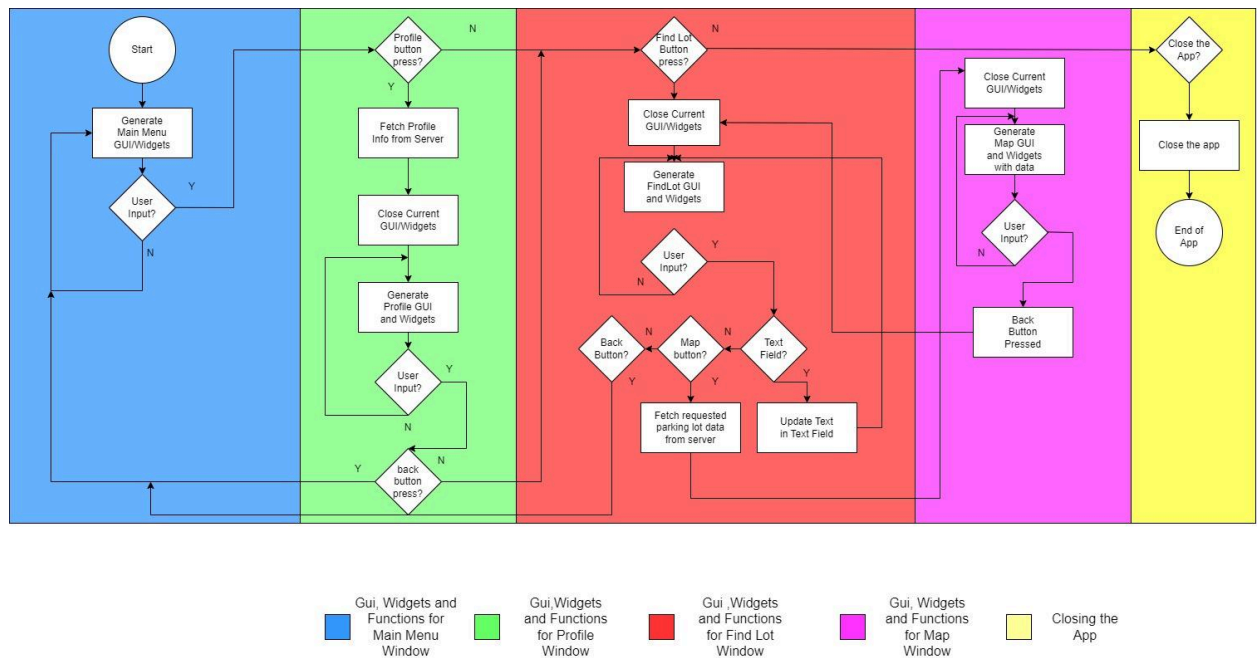 Start
Generate
Main Menu
GUI/Widgets
User
Input?
Y
N
Profile
button
press?
N
Y
Fetch Profile
Info from Server
Close Current
GUI/Widgets
Generate
Profile GUI
and Widgets
User
Input?
Y
N
back
button
press?
Y
N
Find Lot
Button
press?
N
Close Current
GUI/Widgets
Generate
FindLot GUI
and Widgets
User
Input?
Y
N
Text
Field?
N
Y
Map
button?
N
Y
Back
Button?
Y
Fetch requested
parking lot data
from server
Update Text
in Text Field
Close Current
GUI/Widgets
Generate
Map GUI
and Widgets
with data
User
Input?
N
Back
Button
Pressed
Close the
App?
Close the app
End of
App
Gui, Widgets and
Functions for
Main Menu
Window
Gui,Widgets
and Functions
for Profile
Window
Gui ,Widgets
and Functions
for Find Lot
Window
Gui, Widgets
and Functions
for Map
Window
Closing the
App